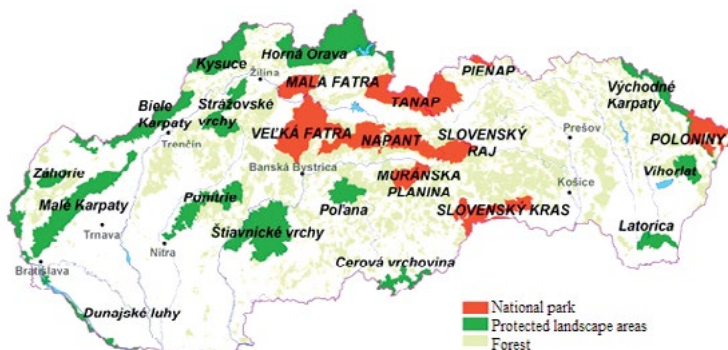 Horná Orava
Kysuce
Žilina
MALÁ FATRA
PIENAP
TANAP
Východné
Karpaty
Biele
Karpaty
Strážovské
vrchy
Trenčín
VEĽKÁ FATRA
NAPANT
SLOVENSKÝ
RAJ
Prešov
POLONINY
Banská Bystrica
Vihorlat
Záhorie
MURÁNSKA
PLANINA
Košice
Malé Karpaty
Ponitrie
Poľana
SLOVENSKÝ KRAS
Trnava
Nitra
Štiavnické vrchy
Latorica
Bratislava
Cerová vrchovina
Dunajské luhy
National park
Protected landscape areas
Forest